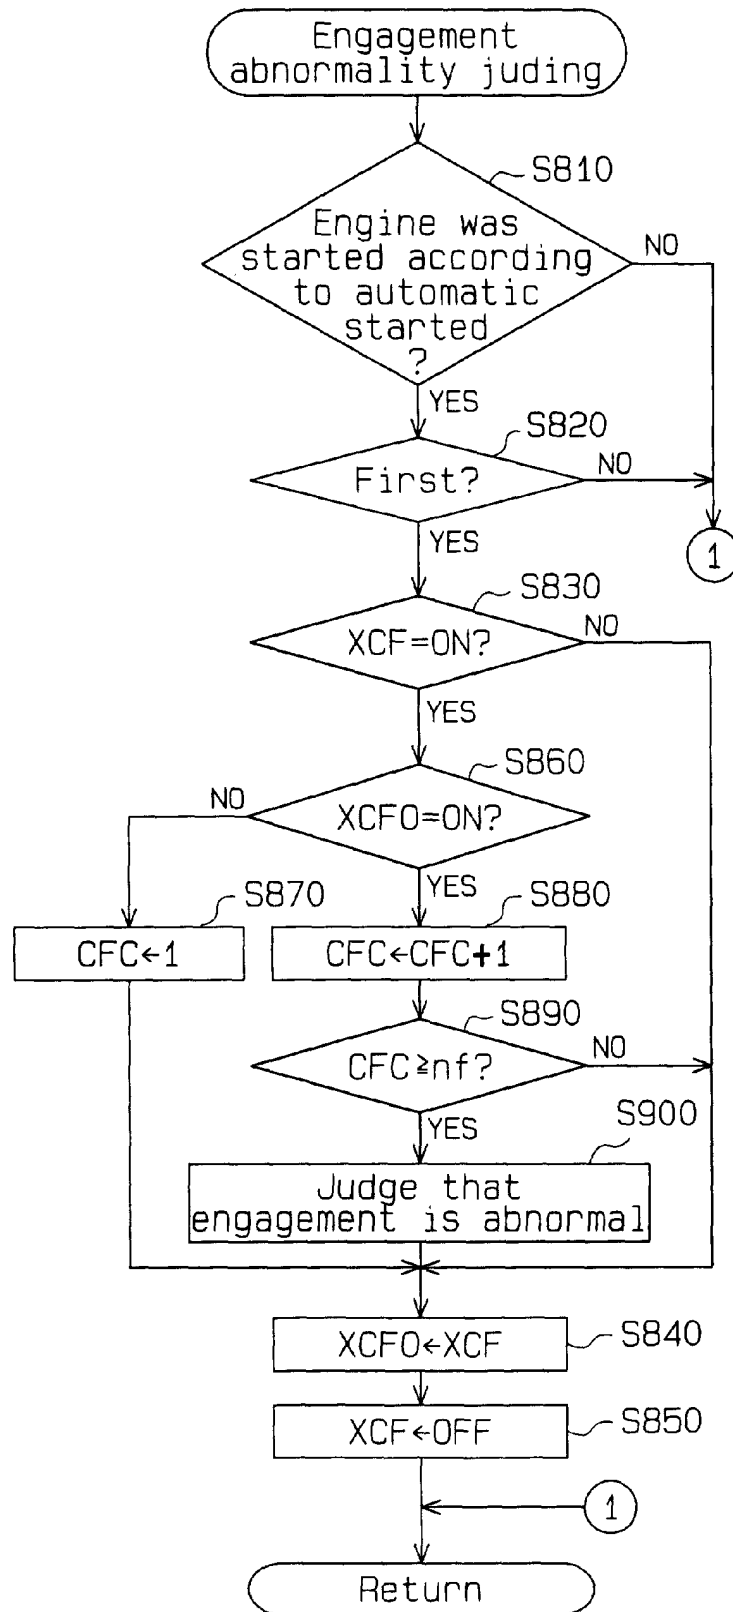 Engagement
abnormality juding
S810
Engine was
started according
to automatic
started
?
NO
YES
S820
First?
NO
YES
1
S830
XCF=ON?
NO
YES
S860
XCFO=ON?
NO
YES
S870
CFC←1
S880
CFC←CFC+1
S890
CFC≧nf?
NO
YES
S900
Judge that
engagement is abnormal
XCFO←XCF
S840
XCF←OFF
S850
1
Return